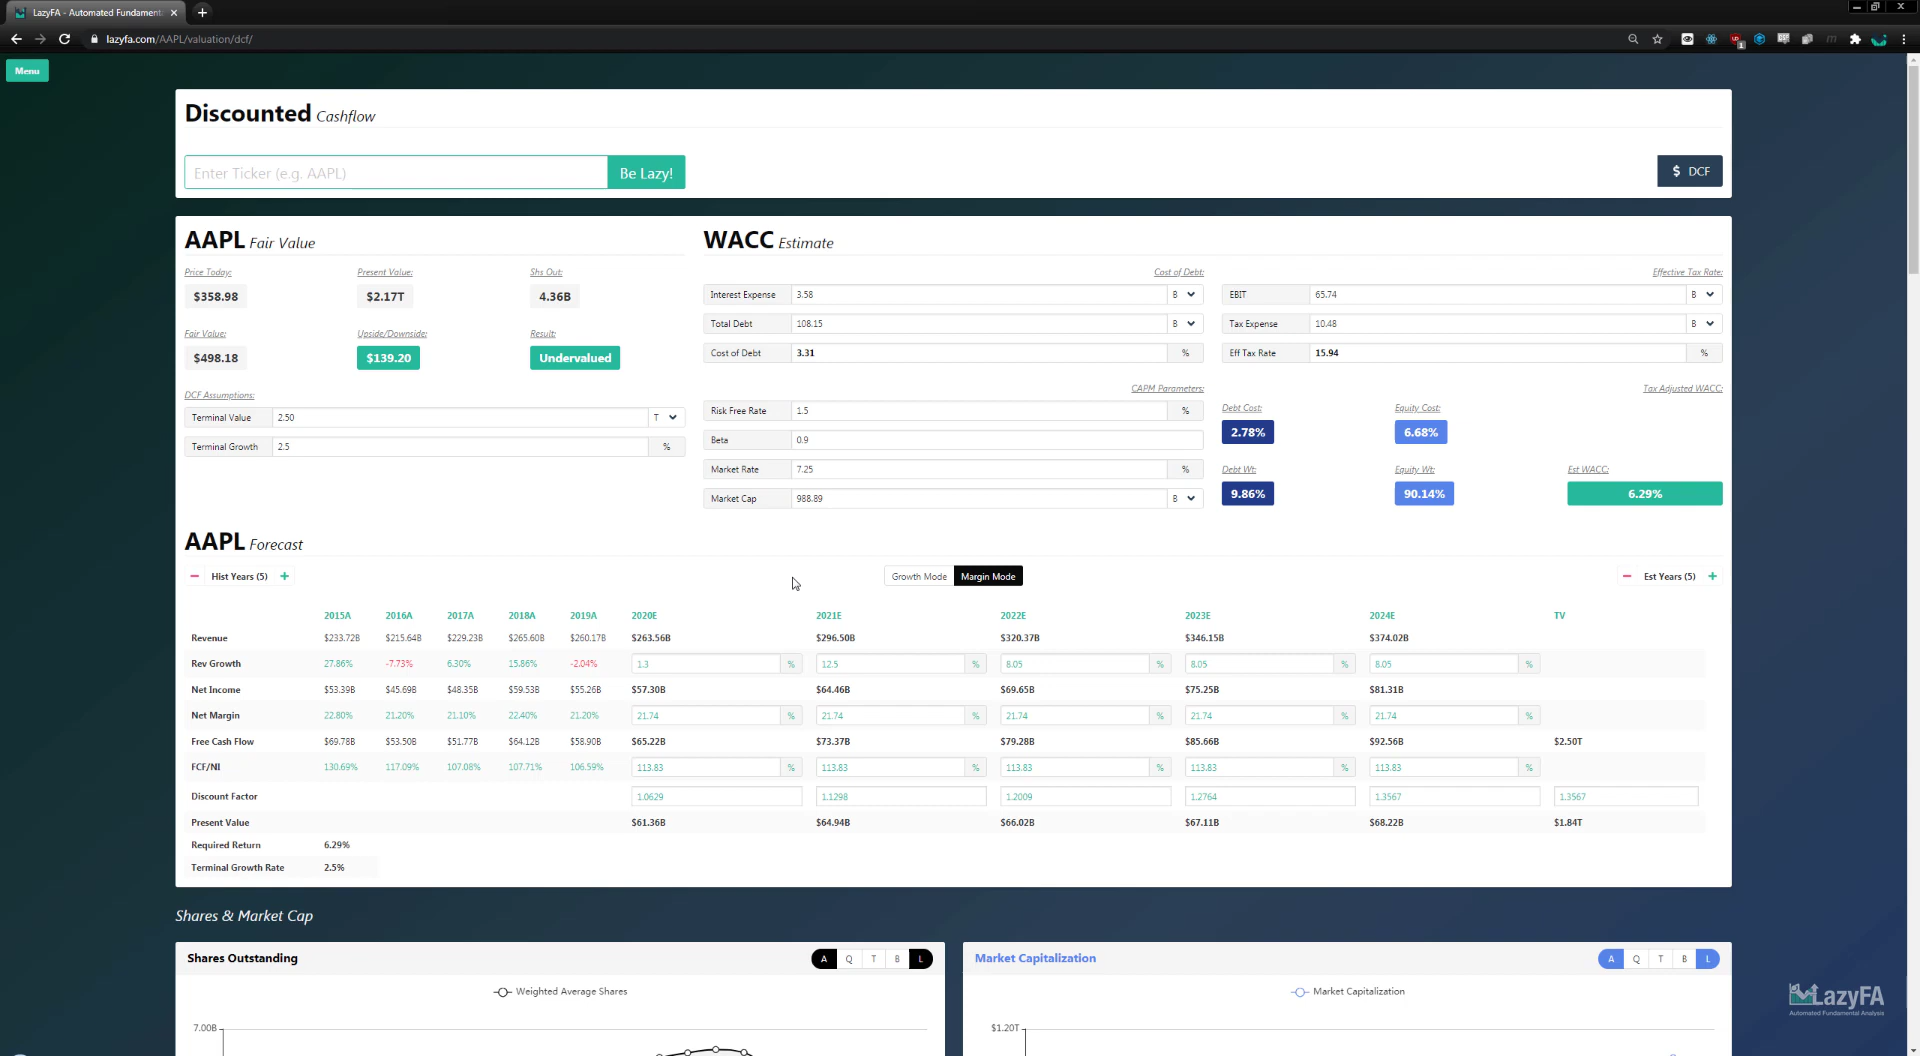 LazyFA - Automated Fundament
lazyfa.com/AAPL/valuation/dcf/
Menu
Discounted Cashflow
Enter Ticker (e.g. AAPL)
Be Lazy!
$ DCF
AAPL Fair Value
Price Today:
Present Value:
Shs Out:
$358.98
$2.17T
4.36B
Fair Value:
Upside/Downside:
Result:
$498.18
$139.20
Undervalued
DCF Assumptions:
Terminal Value 2.50 T
Terminal Growth 2.5 %
WACC Estimate
Cost of Debt:
Interest Expense 3.58 B
Total Debt 108.15 B
Cost of Debt 3.31 %
CAPM Parameters:
Risk Free Rate 1.5 %
Beta 0.9
Market Rate 7.25 %
Market Cap 988.89 B
Effective Tax Rate:
EBIT 65.74 B
Tax Expense 10.48 B
Eff Tax Rate 15.94 %
Tax Adjusted WACC:
Debt Cost:
Equity Cost:
2.78%
6.68%
Debt Wt:
Equity Wt:
Est WACC:
9.86%
90.14%
6.29%
AAPL Forecast
− Hist Years (5) +
Growth Mode Margin Mode
− Est Years (5) +
2015A 2016A 2017A 2018A 2019A 2020E 2021E 2022E 2023E 2024E TV
Revenue $233.72B $215.64B $229.23B $265.60B $260.17B $263.56B $296.50B $320.37B $346.15B $374.02B
Rev Growth 27.86% -7.73% 6.30% 15.86% -2.04% 1.3 % 12.5 % 8.05 % 8.05 % 8.05 %
Net Income $53.39B $45.69B $48.35B $59.53B $55.26B $57.30B $64.46B $69.65B $75.25B $81.31B
Net Margin 22.80% 21.20% 21.10% 22.40% 21.20% 21.74 % 21.74 % 21.74 % 21.74 % 21.74 %
Free Cash Flow $69.78B $53.50B $51.77B $64.12B $58.90B $65.22B $73.37B $79.28B $85.66B $92.56B $2.50T
FCF/NI 130.69% 117.09% 107.08% 107.71% 106.59% 113.83 % 113.83 % 113.83 % 113.83 % 113.83 %
Discount Factor 1.0629 1.1298 1.2009 1.2764 1.3567 1.3567
Present Value $61.36B $64.94B $66.02B $67.11B $68.22B $1.84T
Required Return 6.29%
Terminal Growth Rate 2.5%
Shares & Market Cap
Shares Outstanding
A Q T B L
Weighted Average Shares
7.00B
Market Capitalization
A Q T B L
Market Capitalization
$1.20T
LazyFA
Automated Fundamental Analysis